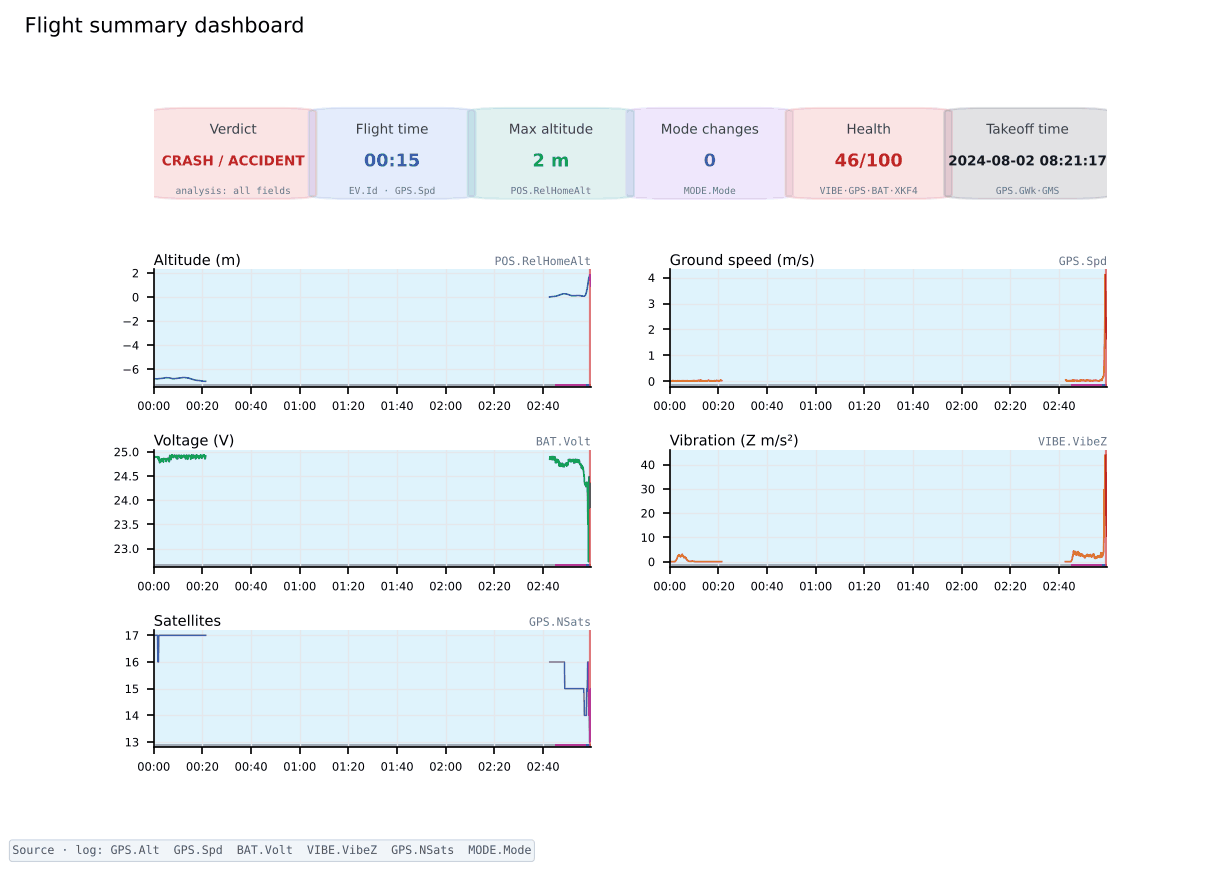 Flight summary dashboard
Verdict
CRASH / ACCIDENT
analysis: all fields
Flight time
00:15
EV.Id · GPS.Spd
Max altitude
2 m
POS.RelHomeAlt
Mode changes
0
MODE.Mode
Health
46/100
VIBE·GPS·BAT·XKF4
Takeoff time
2024-08-02 08:21:17
GPS.GWk·GMS
Altitude (m) POS.RelHomeAlt
2
0
−2
−4
−6
00:00 00:20 00:40 01:00 01:20 01:40 02:00 02:20 02:40
Ground speed (m/s) GPS.Spd
4
3
2
1
0
00:00 00:20 00:40 01:00 01:20 01:40 02:00 02:20 02:40
Voltage (V) BAT.Volt
25.0
24.5
24.0
23.5
23.0
00:00 00:20 00:40 01:00 01:20 01:40 02:00 02:20 02:40
Vibration (Z m/s²) VIBE.VibeZ
40
30
20
10
0
00:00 00:20 00:40 01:00 01:20 01:40 02:00 02:20 02:40
Satellites GPS.NSats
17
16
15
14
13
00:00 00:20 00:40 01:00 01:20 01:40 02:00 02:20 02:40
Source · log: GPS.Alt GPS.Spd BAT.Volt VIBE.VibeZ GPS.NSats MODE.Mode